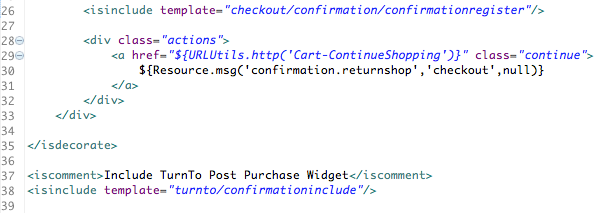 26 <isinclude template="checkout/confirmation/confirmationregister"/>
27
28 <div class="actions">
29 <a href="${URLUtils.http('Cart-ContinueShopping')}" class="continue">
30 ${Resource.msg('confirmation.returnshop','checkout',null)}
31 </a>
32 </div>
33 </div>
34
35 </isdecorate>
36
37 <iscomment>Include TurnTo Post Purchase Widget</iscomment>
38 <isinclude template="turnto/confirmationinclude"/>
39